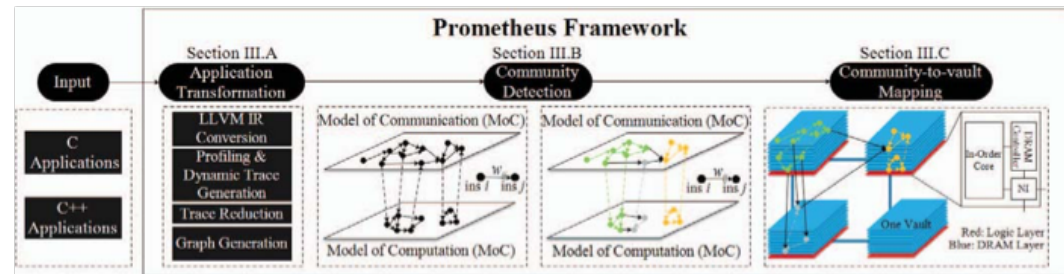 Prometheus Framework
Section III.A
Section III.B
Section III.C
Input
Application
Transformation
Community
Detection
Community-to-vault
Mapping
C
Applications
C++
Applications
LLVM IR
Conversion
Profiling &
Dynamic Trace
Generation
Trace Reduction
Graph Generation
Model of Communication (MoC)
ins i
ins j
Model of Computation (MoC)
Model of Communication (MoC)
ins i
ins j
Model of Computation (MoC)
One Vault
In-Order
Core
DRAM
Controller
NI
Red: Logic Layer
Blue: DRAM Layer